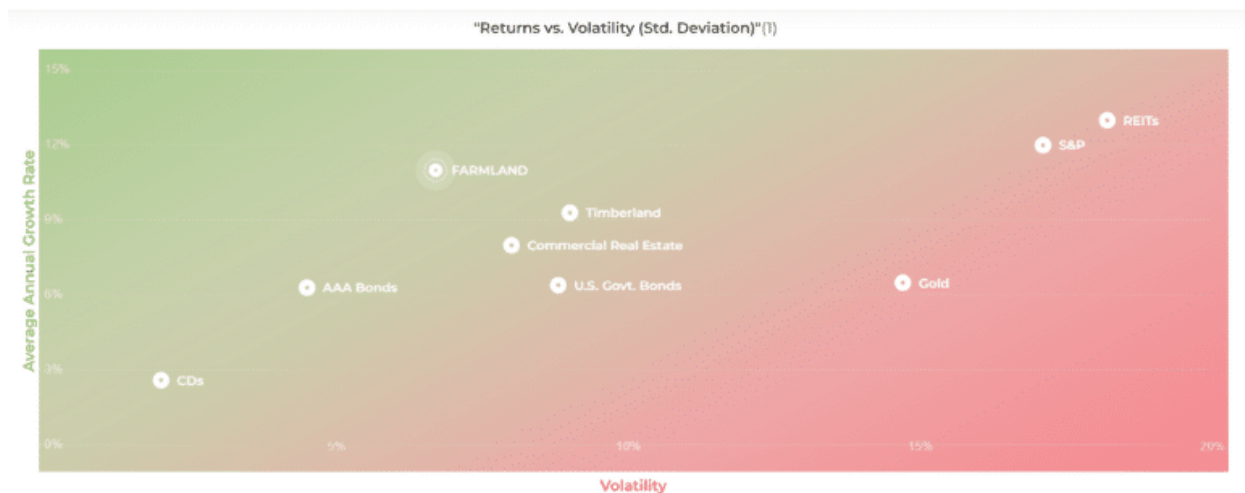 "Returns vs. Volatility (Std. Deviation)"(1)
15%
REITs
12%
S&P
FARMLAND
9%
Timberland
Commercial Real Estate
6%
AAA Bonds
U.S. Govt. Bonds
Gold
3%
CDs
0%
5%
10%
15%
20%
Average Annual Growth Rate
Volatility